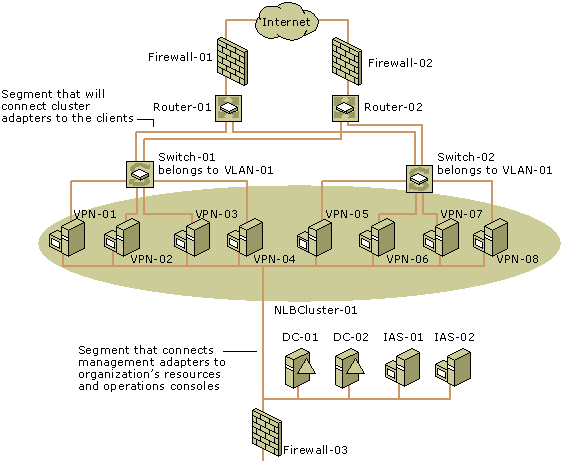 Internet
Firewall-01
Firewall-02
Segment that will
connect cluster
adapters to the clients
Router-01
Router-02
Switch-01
belongs to VLAN-01
Switch-02
belongs to VLAN-01
VPN-01
VPN-03
VPN-05
VPN-07
VPN-02
VPN-04
VPN-06
VPN-08
NLBCluster-01
DC-01
DC-02
IAS-01
IAS-02
Segment that connects
management adapters to
organization's resources
and operations consoles
Firewall-03